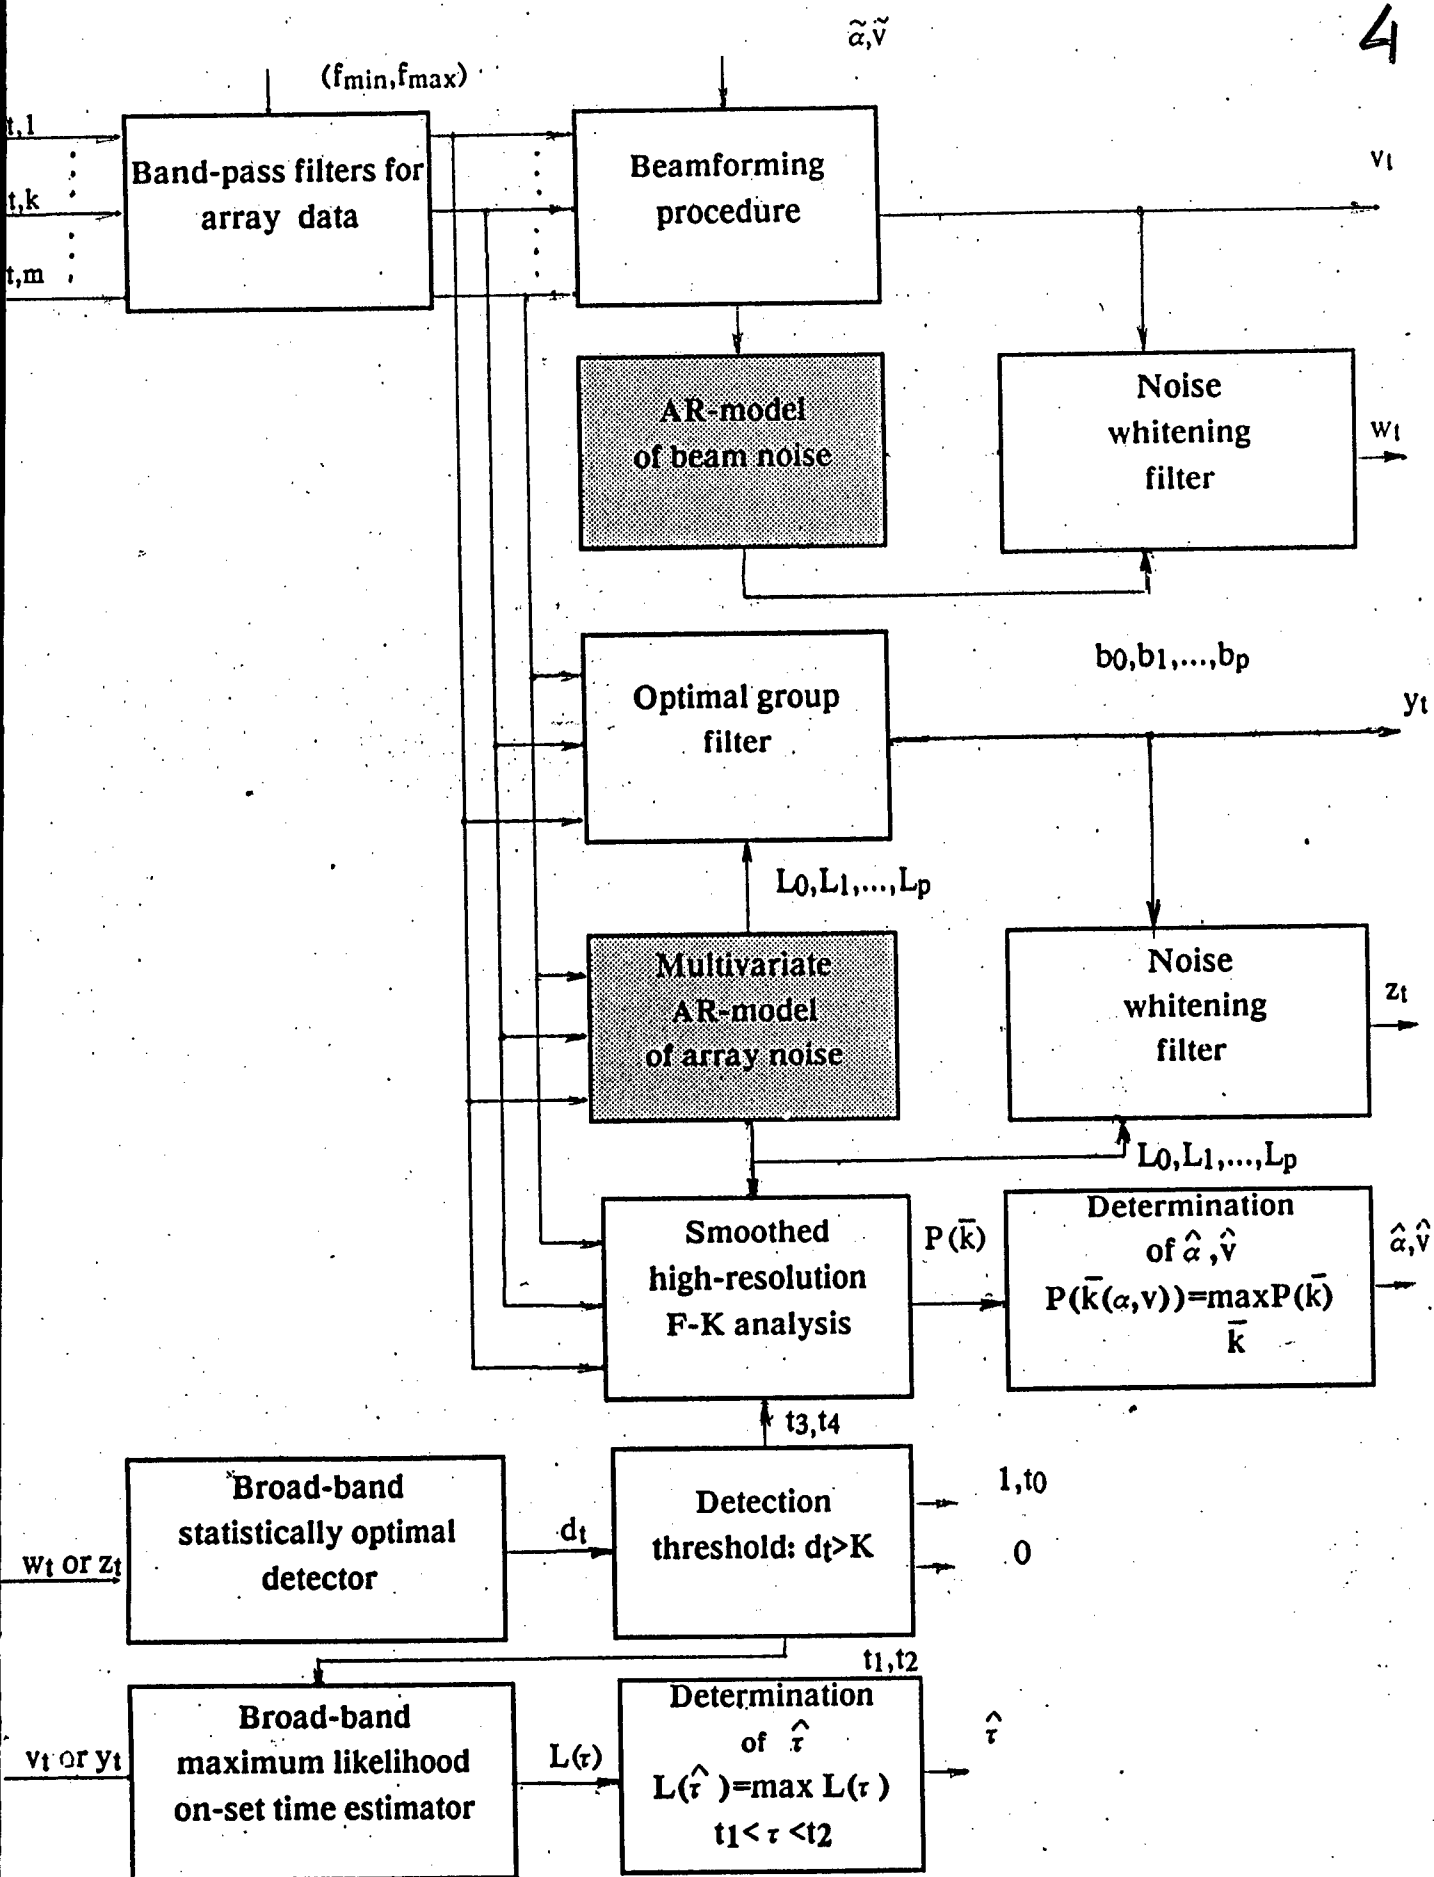 4
α̃,ṽ
(fmin,fmax)
t,1
t,k
t,m
Band-pass filters for
array data
Beamforming
procedure
vt
AR-model
of beam noise
Noise
whitening
filter
wt
b0,b1,...,bp
Optimal group
filter
yt
L0,L1,...,Lp
Multivariate
AR-model
of array noise
Noise
whitening
filter
zt
L0,L1,...,Lp
Smoothed
high-resolution
F-K analysis
P(k̄)
Determination
of α̂,v̂
P(k̄(α,v))=maxP(k̄)
k̄
α̂,v̂
t3,t4
Broad-band
statistically optimal
detector
wt or zt
dt
Detection
threshold: dt>K
1,t0
0
t1,t2
Broad-band
maximum likelihood
on-set time estimator
vt or yt
L(τ)
Determination
of τ̂
L(τ̂)=max L(τ)
t1<τ<t2
τ̂